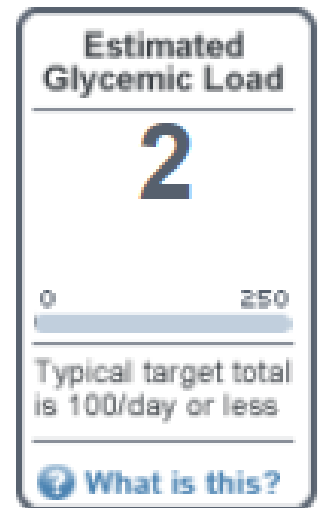 Estimated
Glycemic Load
2
0 250
Typical target total
is 100/day or less
? What is this?